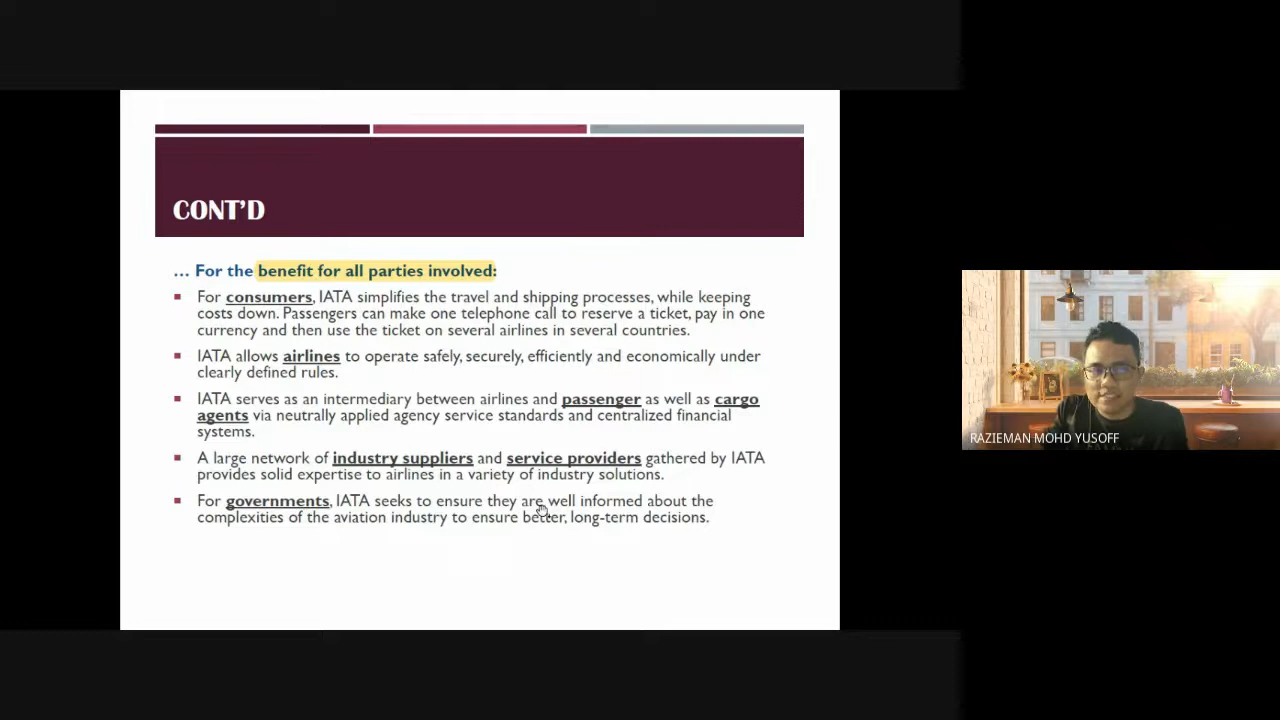 CONT'D
... For the benefit for all parties involved:
For consumers, IATA simplifies the travel and shipping processes, while keeping
costs down. Passengers can make one telephone call to reserve a ticket, pay in one
currency and then use the ticket on several airlines in several countries.
IATA allows airlines to operate safely, securely, efficiently and economically under
clearly defined rules.
IATA serves as an intermediary between airlines and passenger as well as cargo
agents via neutrally applied agency service standards and centralized financial
systems.
A large network of industry suppliers and service providers gathered by IATA
provides solid expertise to airlines in a variety of industry solutions.
For governments, IATA seeks to ensure they are well informed about the
complexities of the aviation industry to ensure better, long-term decisions.
RAZIEMAN MOHD YUSOFF